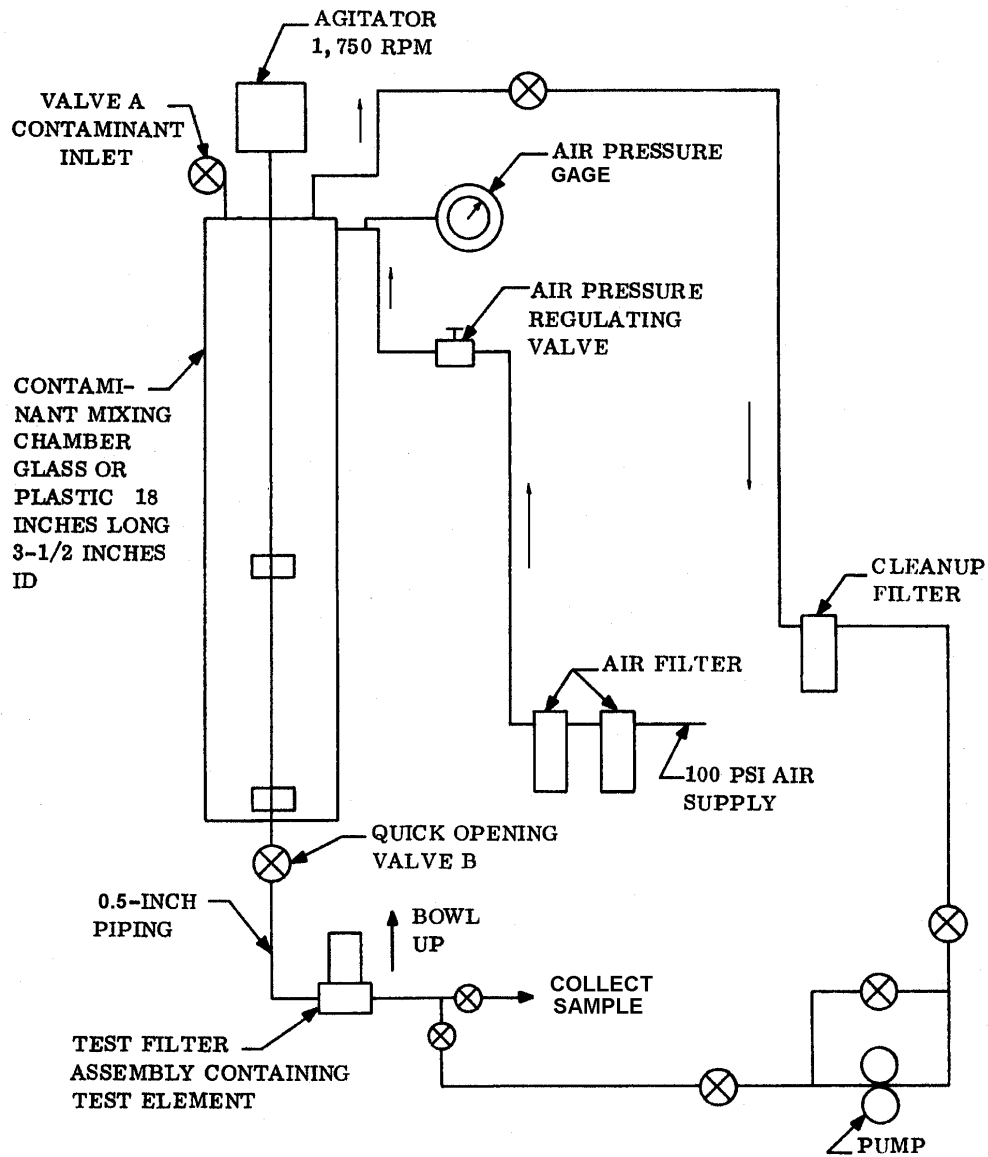 AGITATOR
1,750 RPM
VALVE A
CONTAMINANT
INLET
AIR PRESSURE
GAGE
AIR PRESSURE
REGULATING
VALVE
CONTAMI-
NANT MIXING
CHAMBER
GLASS OR
PLASTIC 18
INCHES LONG
3-1/2 INCHES
ID
CLEANUP
FILTER
AIR FILTER
100 PSI AIR
SUPPLY
QUICK OPENING
VALVE B
0.5-INCH
PIPING
BOWL
UP
COLLECT
SAMPLE
TEST FILTER
ASSEMBLY CONTAINING
TEST ELEMENT
PUMP